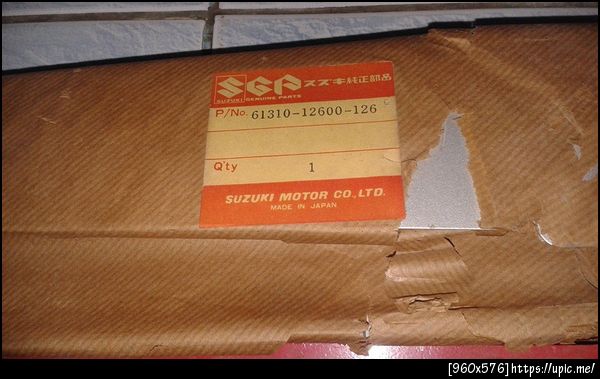 SGP スズキ純正部品
SUZUKI GENUINE PARTS
P/No. 61310-12600-126
Q'ty 1
SUZUKI MOTOR CO.,LTD.
MADE IN JAPAN
[960x576]https://upic.me/